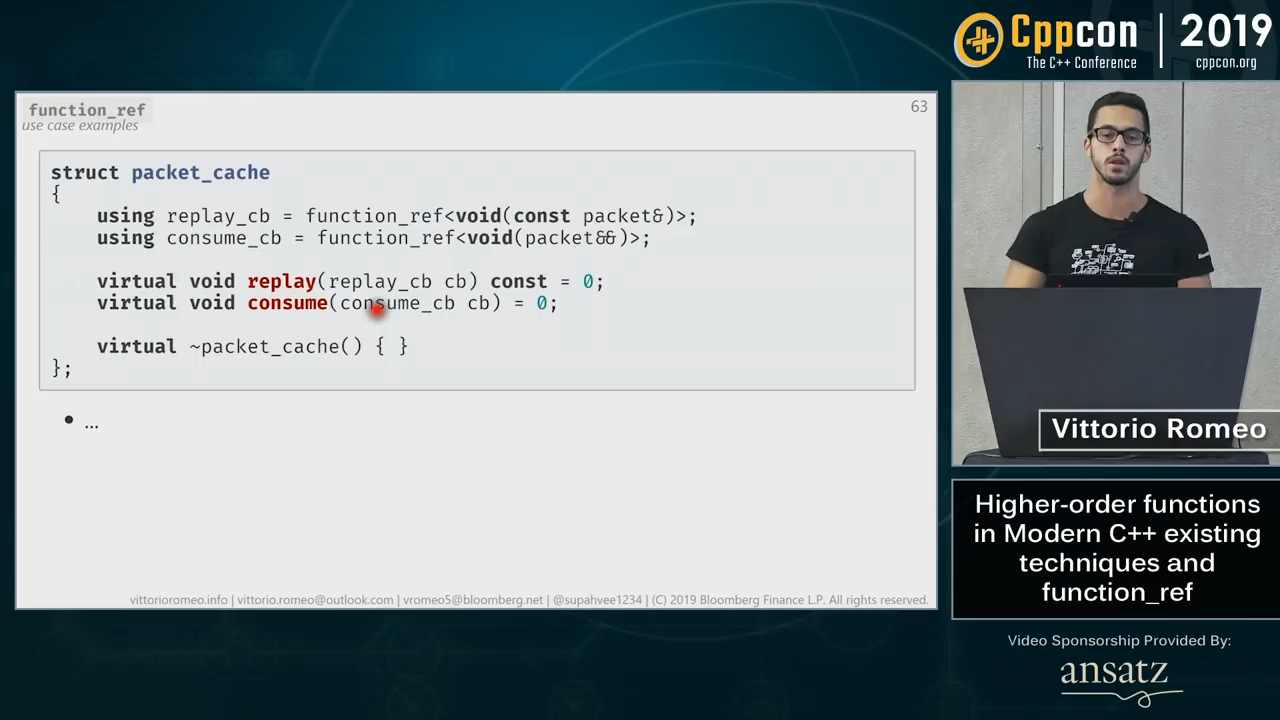 Cppcon
The C++ Conference
2019
cppcon.org
function_ref
use case examples
63
struct packet_cache
{
using replay_cb = function_ref<void(const packet&)>;
using consume_cb = function_ref<void(packet&&)>;
virtual void replay(replay_cb cb) const = 0;
virtual void consume(consume_cb cb) = 0;
virtual ~packet_cache() { }
};
• ...
vittorioromeo.info | vittorio.romeo@outlook.com | vromeo5@bloomberg.net | @supahvee1234 | (C) 2019 Bloomberg Finance L.P. All rights reserved.
Vittorio Romeo
Higher-order functions
in Modern C++ existing
techniques and
function_ref
Video Sponsorship Provided By:
ansatz